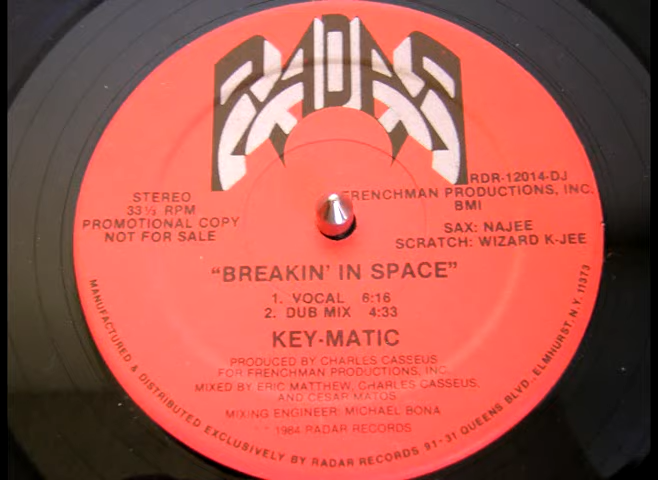 RADAR
STEREO
33⅓ RPM
PROMOTIONAL COPY
NOT FOR SALE
RDR-12014-DJ
FRENCHMAN PRODUCTIONS, INC.
BMI
SAX: NAJEE
SCRATCH: WIZARD K-JEE
"BREAKIN' IN SPACE"
1. VOCAL 6:16
2. DUB MIX 4:33
KEY-MATIC
PRODUCED BY CHARLES CASSEUS
FOR FRENCHMAN PRODUCTIONS, INC.
MIXED BY ERIC MATTHEW, CHARLES CASSEUS,
AND CESAR MATOS
MIXING ENGINEER: MICHAEL BONA
1984 RADAR RECORDS
MANUFACTURED & DISTRIBUTED EXCLUSIVELY BY RADAR RECORDS 91-31 QUEENS BLVD., ELMHURST, N.Y. 11373